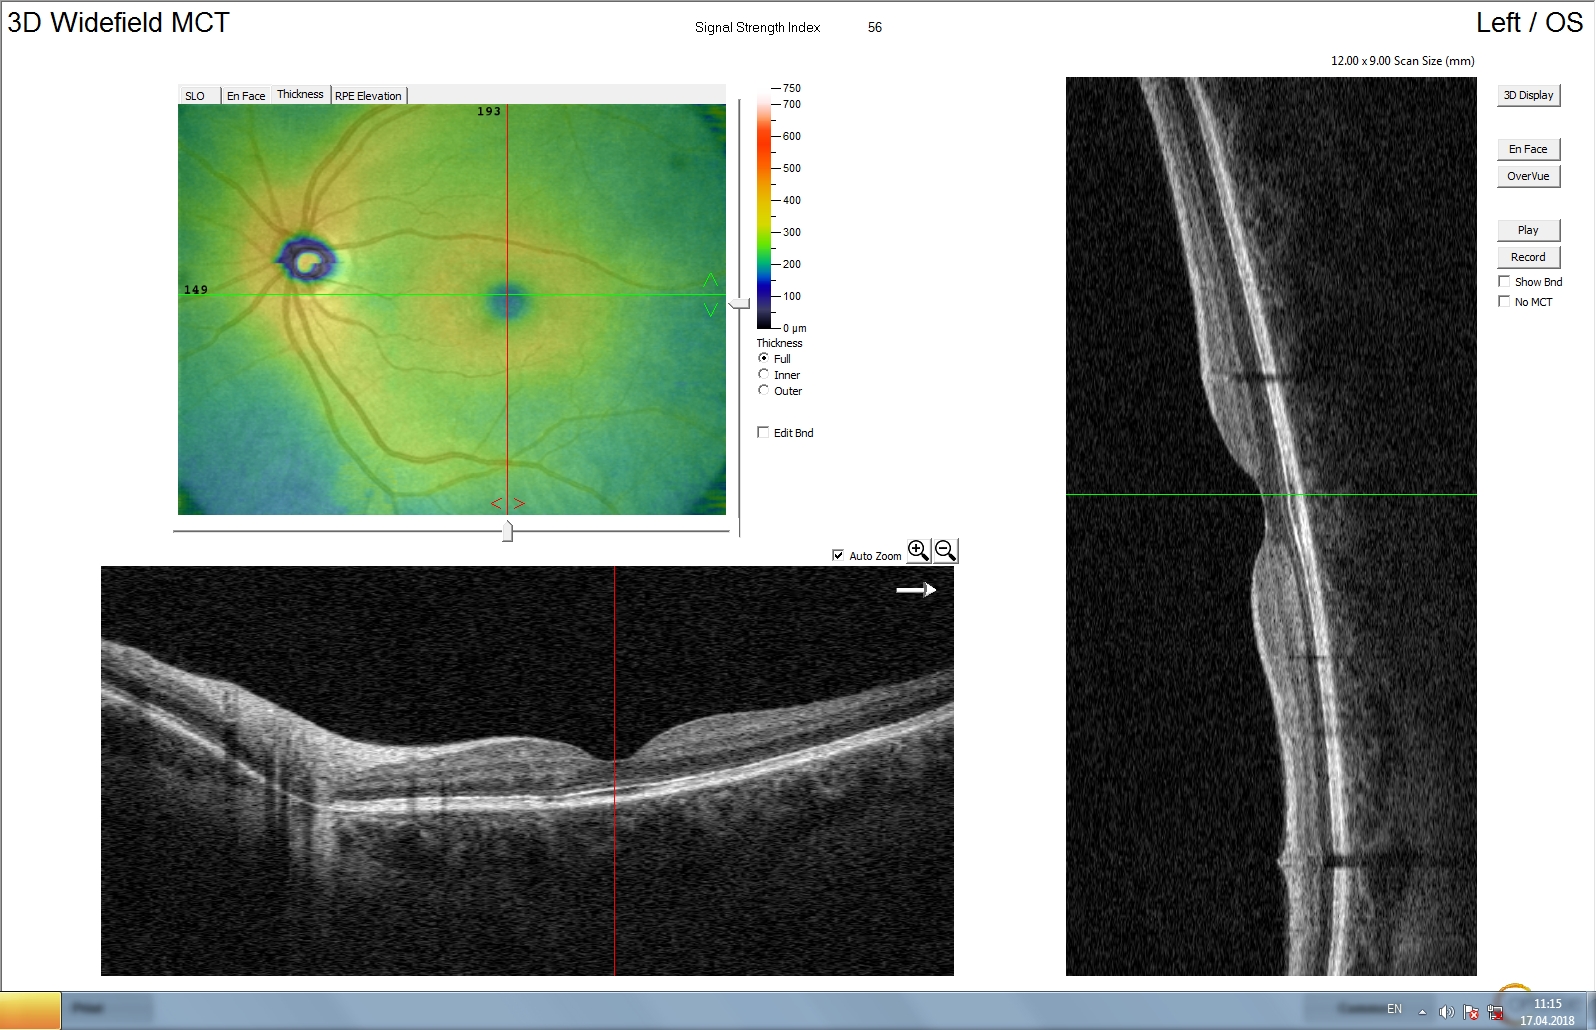 3D Widefield MCT
Signal Strength Index 56
Left / OS
12.00 x 9.00 Scan Size (mm)
SLO
En Face
Thickness
RPE Elevation
193
149
750
700
600
500
400
300
200
100
0 µm
Thickness
Full
Inner
Outer
Edit Bnd
Auto Zoom
3D Display
En Face
OverVue
Play
Record
Show Bnd
No MCT
EN
11:15
17.04.2018